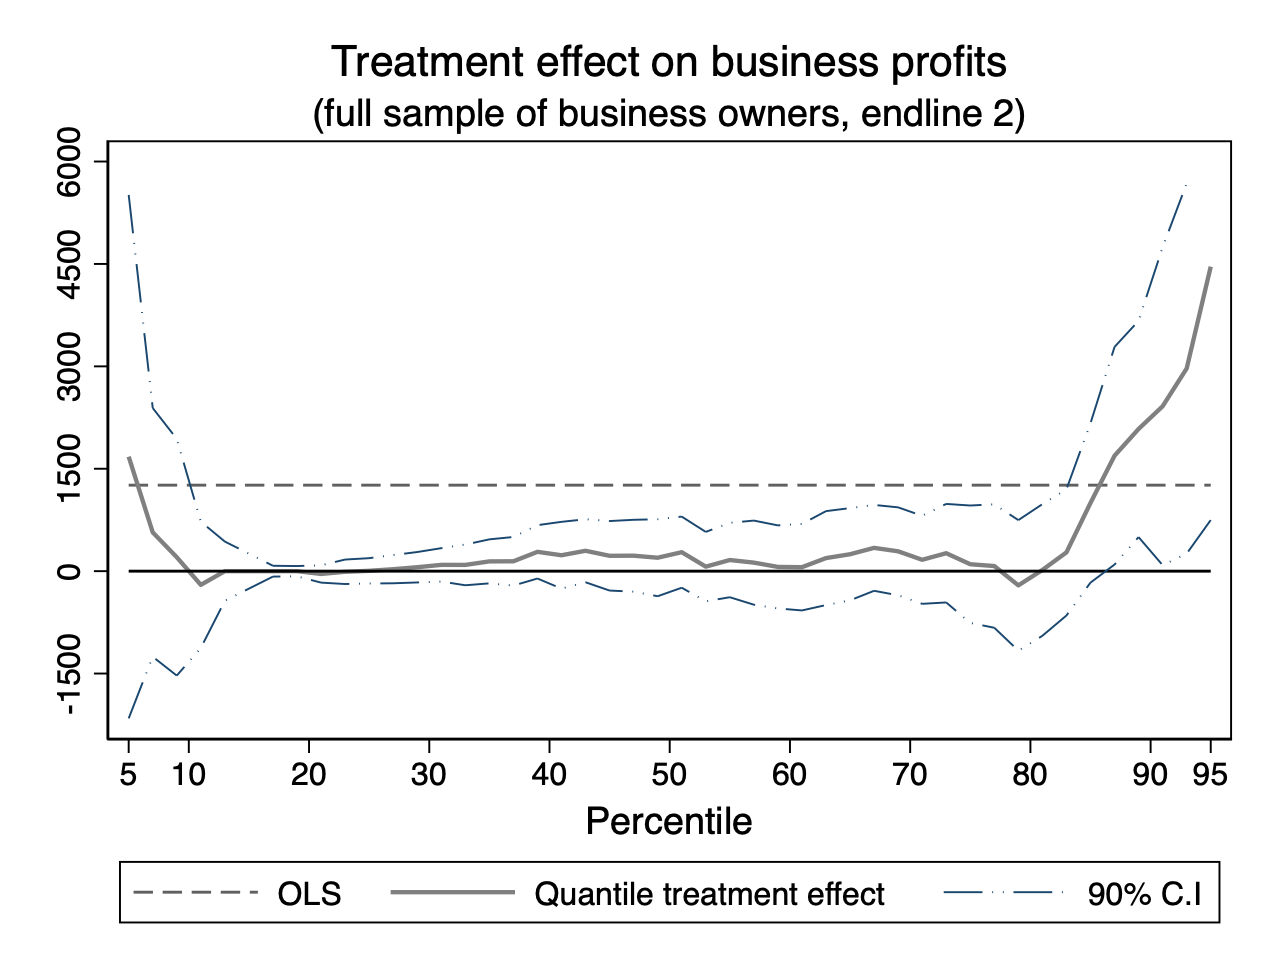 Treatment effect on business profits
(full sample of business owners, endline 2)
6000
4500
3000
1500
0
-1500
5 10 20 30 40 50 60 70 80 90 95
Percentile
OLS Quantile treatment effect 90% C.I